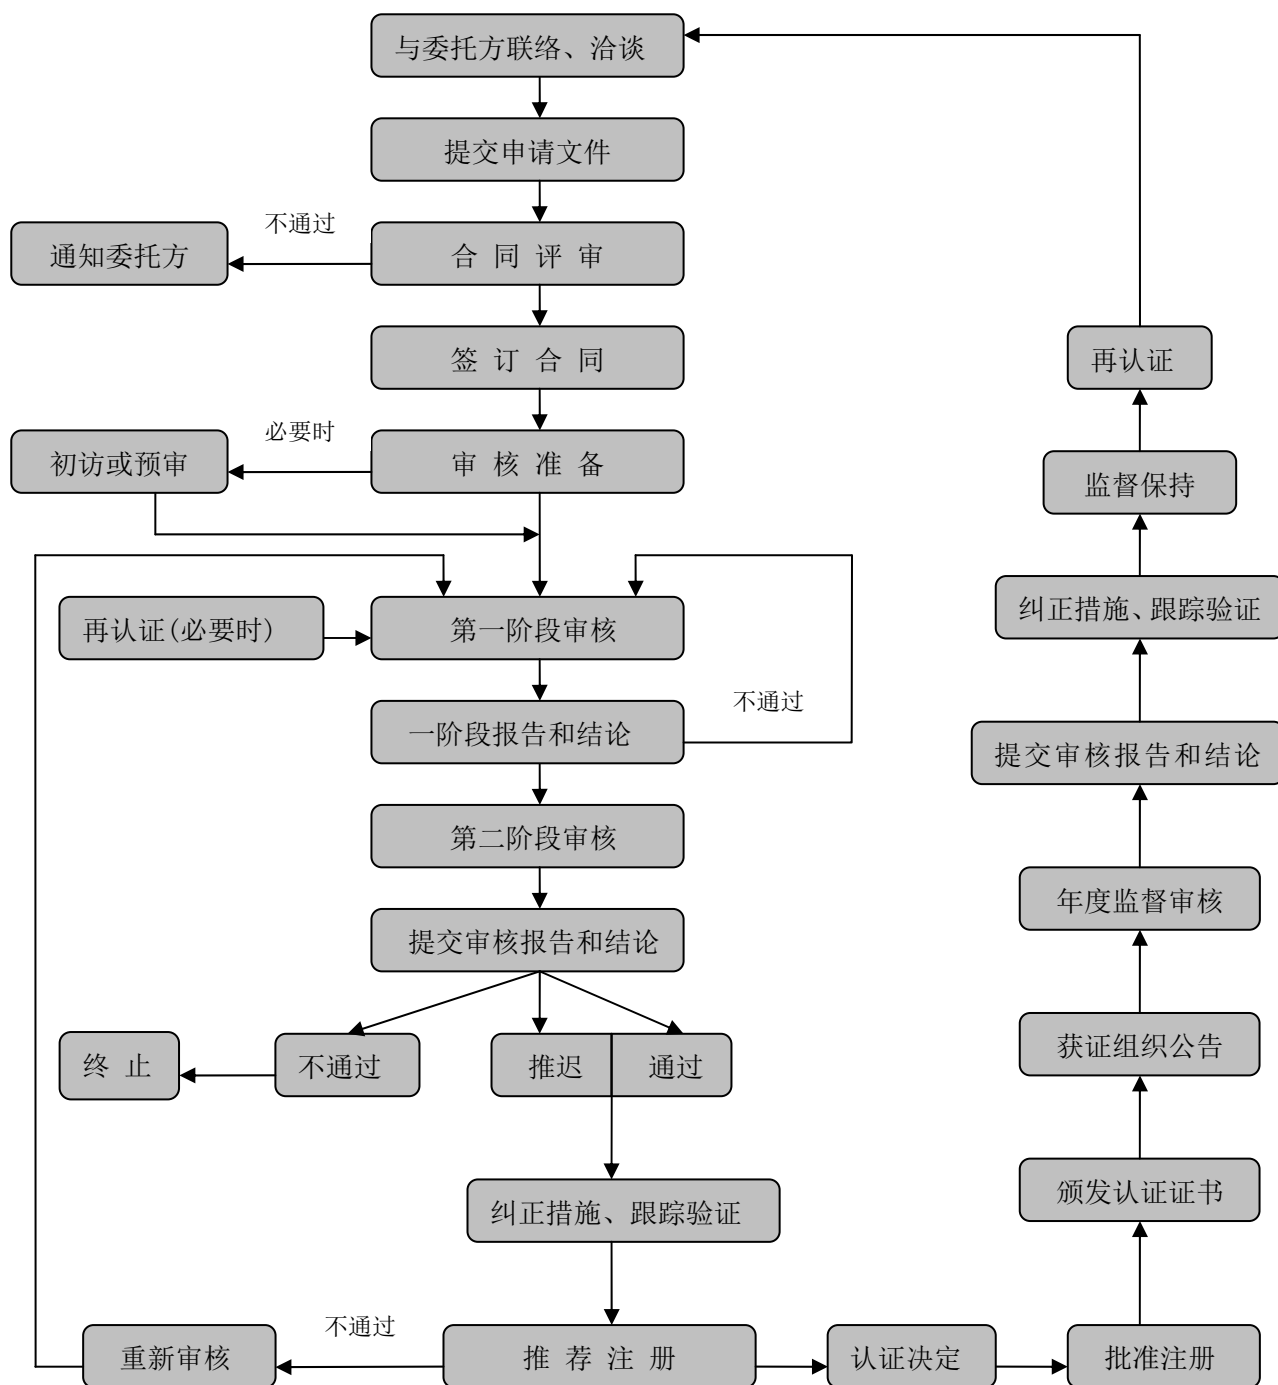 与委托方联络、洽谈
提交申请文件
不通过
通知委托方
合同评审
签订合同
再认证
必要时
初访或预审
审核准备
监督保持
再认证(必要时)
第一阶段审核
纠正措施、跟踪验证
不通过
一阶段报告和结论
提交审核报告和结论
第二阶段审核
年度监督审核
提交审核报告和结论
终止
不通过
推迟
通过
获证组织公告
颁发认证证书
纠正措施、跟踪验证
不通过
重新审核
推荐注册
认证决定
批准注册